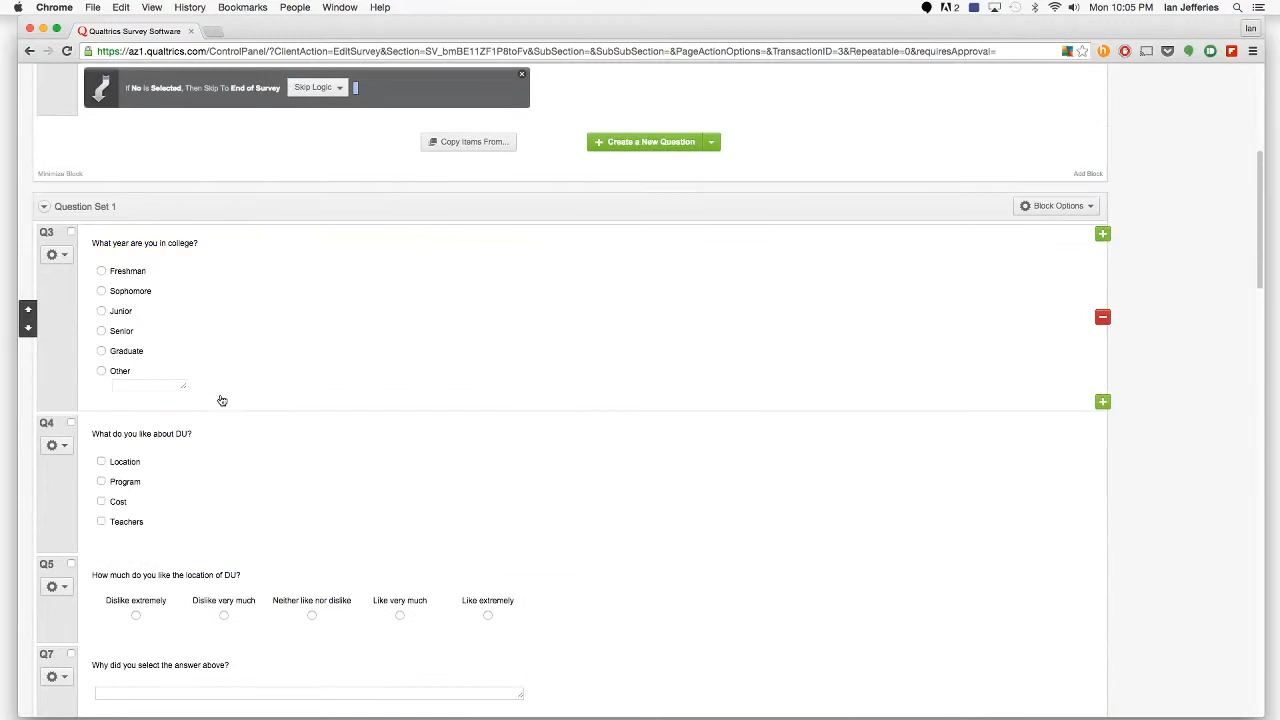 Chrome File Edit View History Bookmarks People Window Help
2 Mon 10:05 PM Ian Jefferies
Qualtrics Survey Software
Ian
https://az1.qualtrics.com/ControlPanel/?ClientAction=EditSurvey&Section=SV_bmBE11ZF1P8toFv&SubSection=&SubSubSection=&PageActionOptions=&TransactionID=3&Repeatable=0&requiresApproval=
If No Is Selected, Then Skip To End of Survey Skip Logic
Copy Items From... Create a New Question
Minimize Block Add Block
Question Set 1 Block Options
Q3
What year are you in college?
Freshman
Sophomore
Junior
Senior
Graduate
Other
Q4
What do you like about DU?
Location
Program
Cost
Teachers
Q5
How much do you like the location of DU?
Dislike extremely Dislike very much Neither like nor dislike Like very much Like extremely
Q7
Why did you select the answer above?